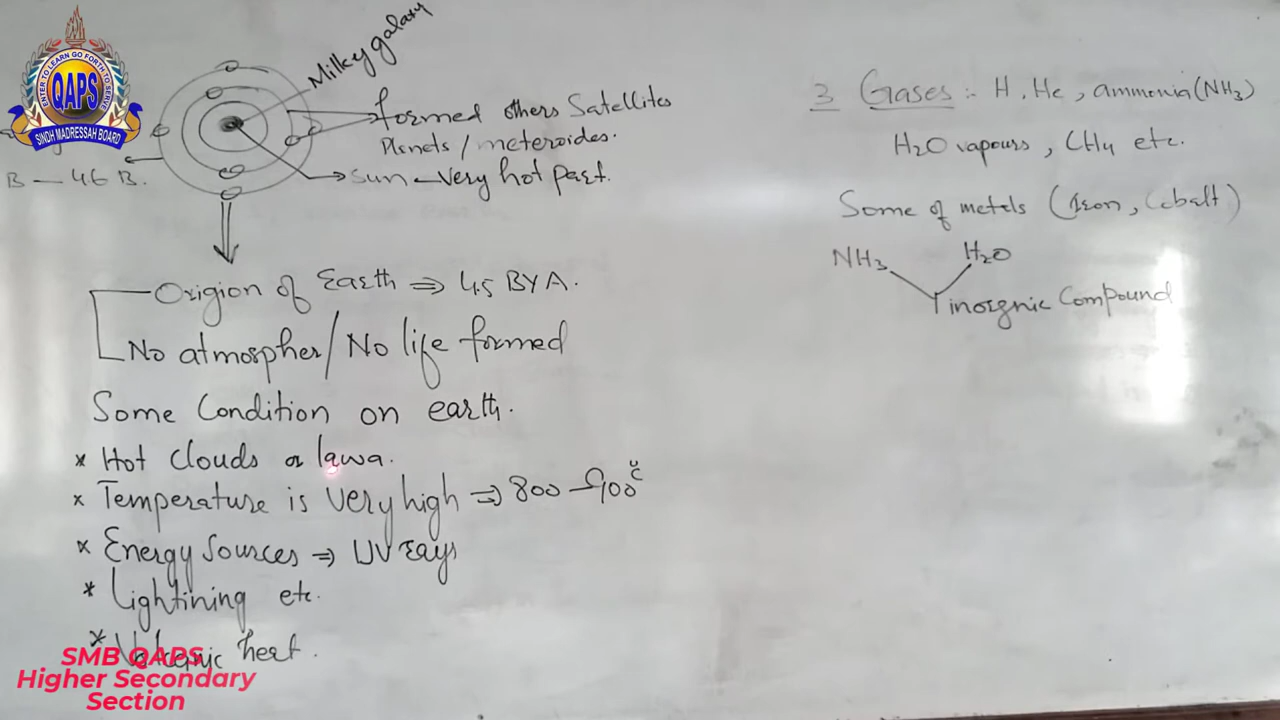 ENTER TO LEARN GO FORTH TO SERVE
QAPS
SINDH MADRESSAH BOARD
Milky galaxy
formed others Satellites
Planets / meteroides.
Sun — Very hot part.
B — 46 B.
Origion of Earth ⇒ 4.5 BYA.
No atmospher / No life formed
Some Condition on earth.
* Hot clouds or lawa.
* Temperature is very high ⇒ 800 – 900°C
* Energy Sources ⇒ UV rays
* Lightining etc.
* Volcanic heat.
3 Gases :- H, He, ammonia (NH3)
H2O vapours, CH4 etc.
Some of metels (Iron, Cobalt)
NH3 H2O
inorgnic Compound
SMB QAPS
Higher Secondary
Section